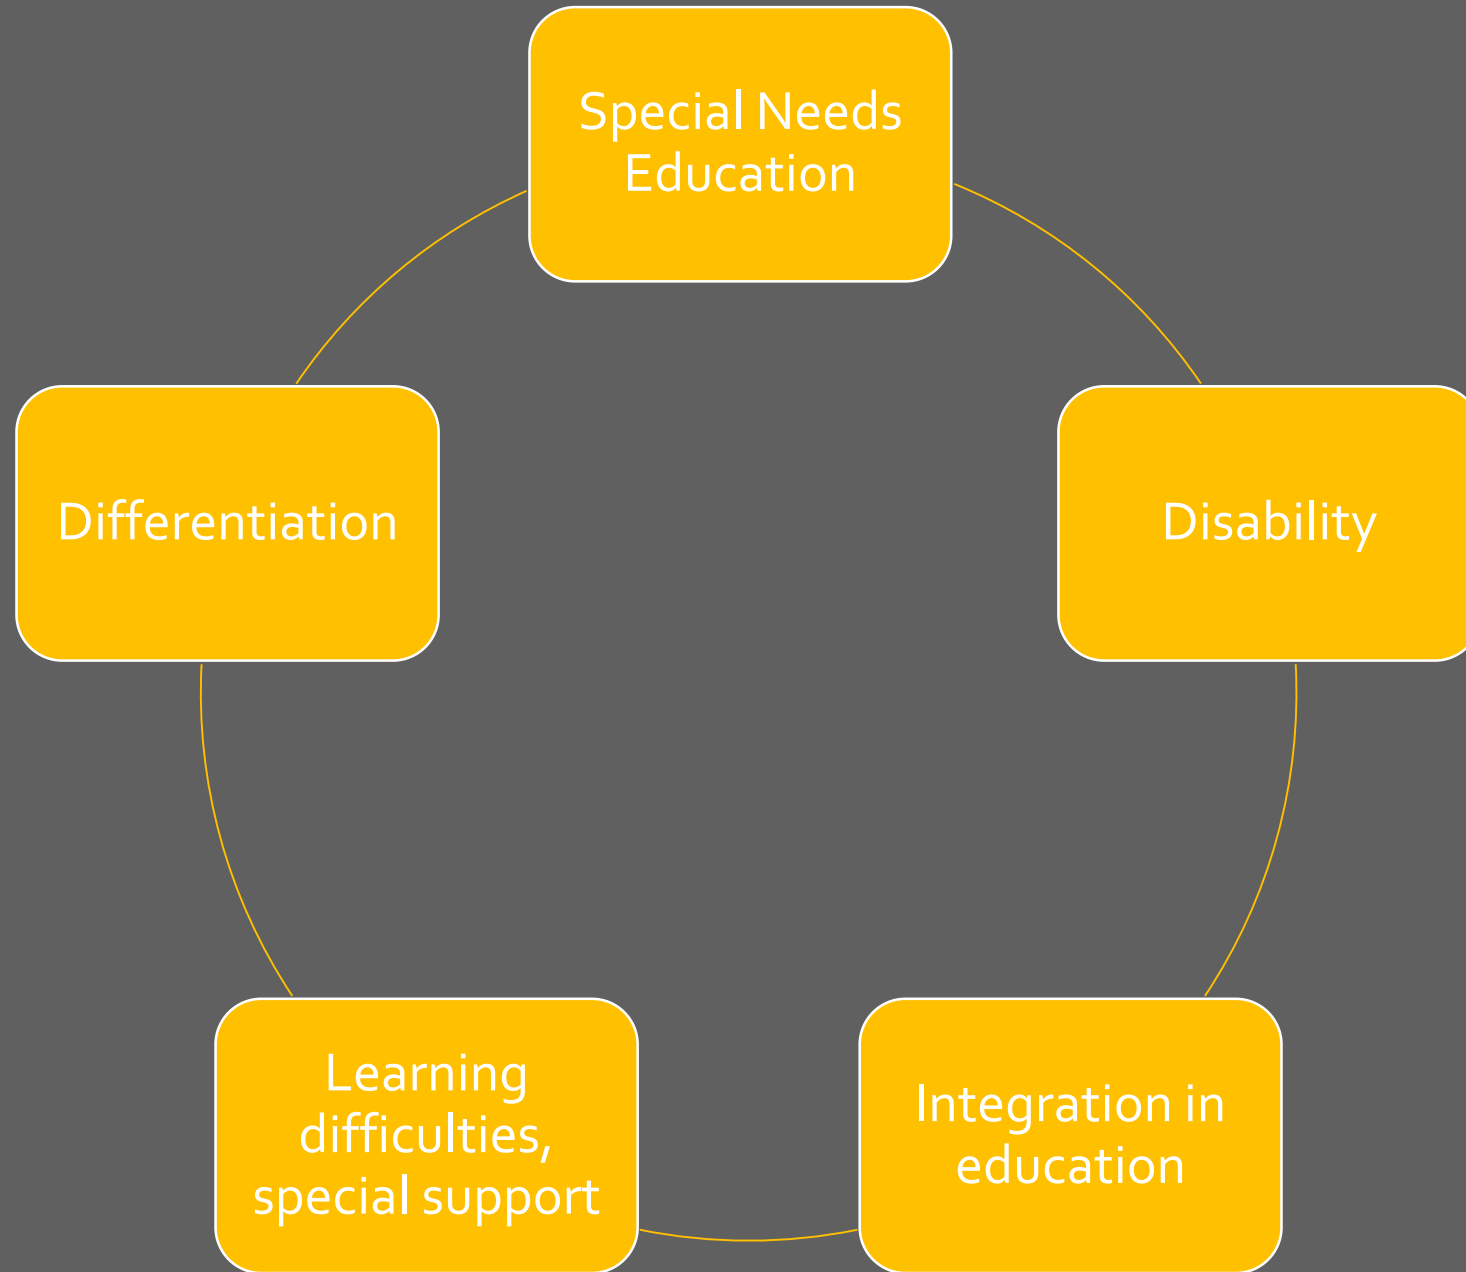 Special Needs
Education
Differentiation
Disability
Learning
difficulties,
special support
Integration in
education